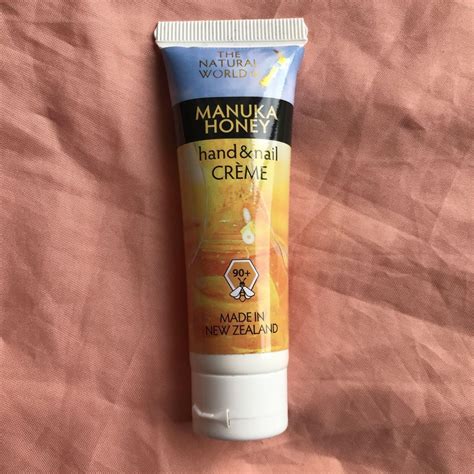 THE
NATURAL
WORLD
MANUKA
HONEY
hand&nail
CRÈME
90+
MADE IN
NEW ZEALAND